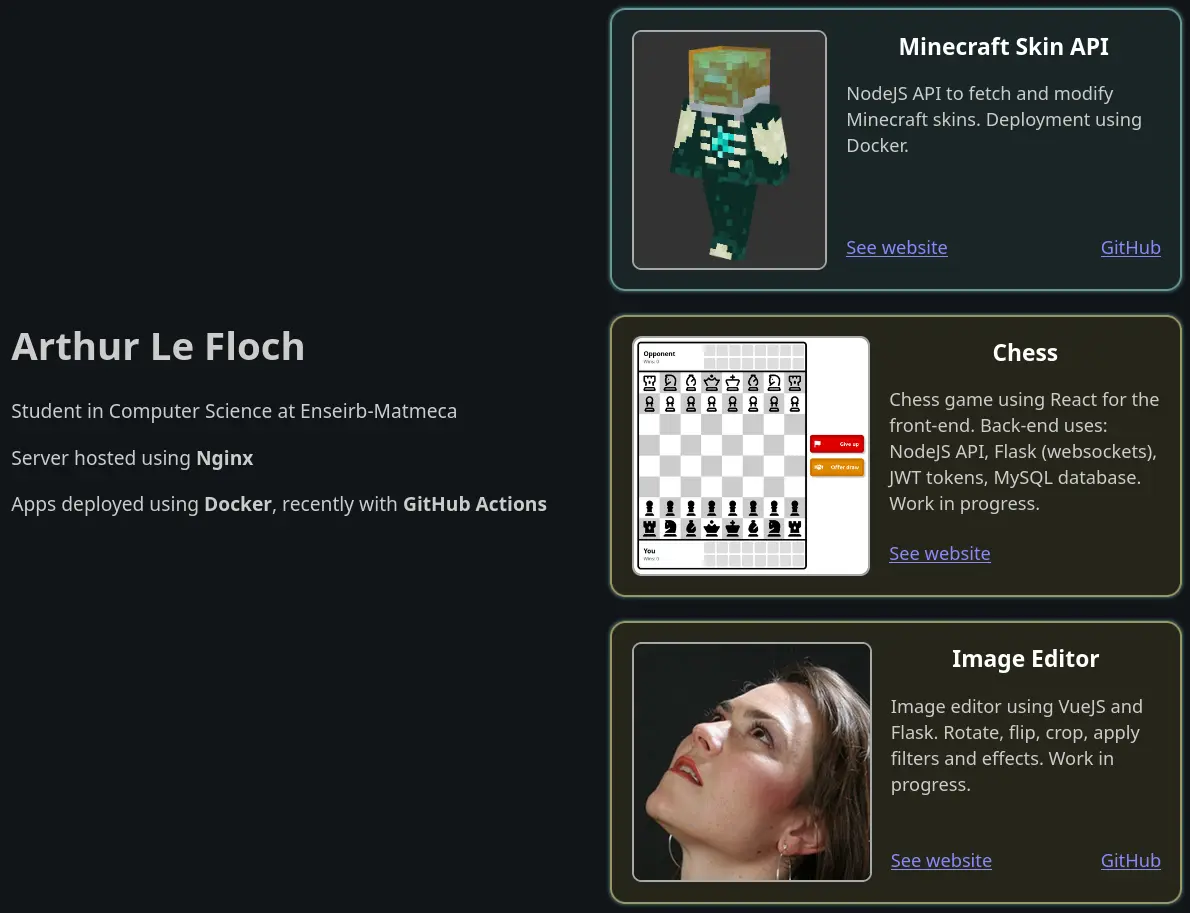 Arthur Le Floch
Student in Computer Science at Enseirb-Matmeca
Server hosted using Nginx
Apps deployed using Docker, recently with GitHub Actions
Minecraft Skin API
NodeJS API to fetch and modify
Minecraft skins. Deployment using
Docker.
See website
GitHub
Chess
Opponent
Wins: 0
Give up
Offer draw
You
Wins: 0
Chess game using React for the
front-end. Back-end uses:
NodeJS API, Flask (websockets),
JWT tokens, MySQL database.
Work in progress.
See website
Image Editor
Image editor using VueJS and
Flask. Rotate, flip, crop, apply
filters and effects. Work in
progress.
See website
GitHub